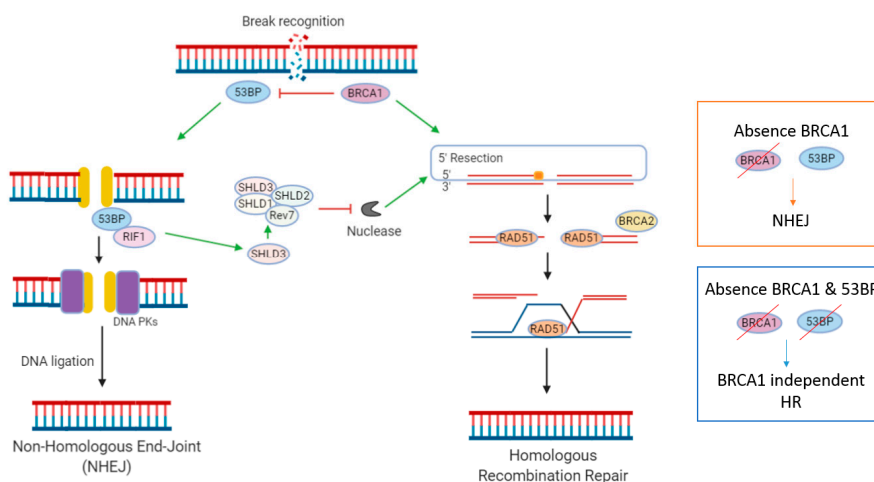 Break recognition
53BP
BRCA1
5' Resection
5'
3'
53BP
RIF1
SHLD3
SHLD1
SHLD2
Rev7
SHLD3
Nuclease
RAD51
RAD51
BRCA2
DNA PKs
RAD51
DNA ligation
Non-Homologous End-Joint
(NHEJ)
Homologous
Recombination Repair
Absence BRCA1
BRCA1
53BP
NHEJ
Absence BRCA1 & 53BP
BRCA1
53BP
BRCA1 independent
HR